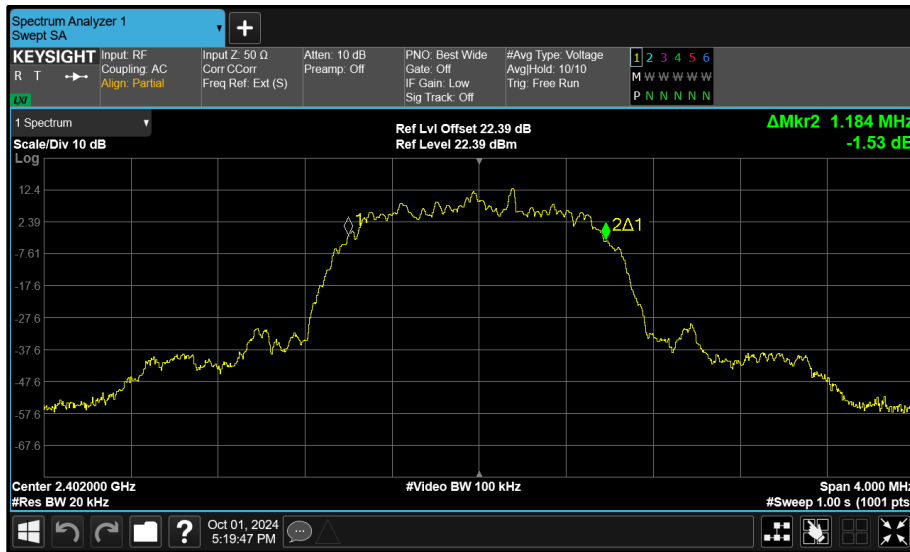 Spectrum Analyzer 1
Swept SA
KEYSIGHT
R T
LXI
Input: RF
Coupling: AC
Align: Partial
Input Z: 50 Ω
Corr CCorr
Freq Ref: Ext (S)
Atten: 10 dB
Preamp: Off
PNO: Best Wide
Gate: Off
IF Gain: Low
Sig Track: Off
#Avg Type: Voltage
Avg|Hold: 10/10
Trig: Free Run
1 2 3 4 5 6
M W W W W W
P N N N N N
1 Spectrum
Scale/Div 10 dB
Log
Ref Lvl Offset 22.39 dB
Ref Level 22.39 dBm
ΔMkr2 1.184 MHz
-1.53 dB
12.4
2.39
-7.61
-17.6
-27.6
-37.6
-47.6
-57.6
-67.6
1
2Δ1
Center 2.402000 GHz
#Res BW 20 kHz
#Video BW 100 kHz
Span 4.000 MHz
#Sweep 1.00 s (1001 pts
Oct 01, 2024
5:19:47 PM
?